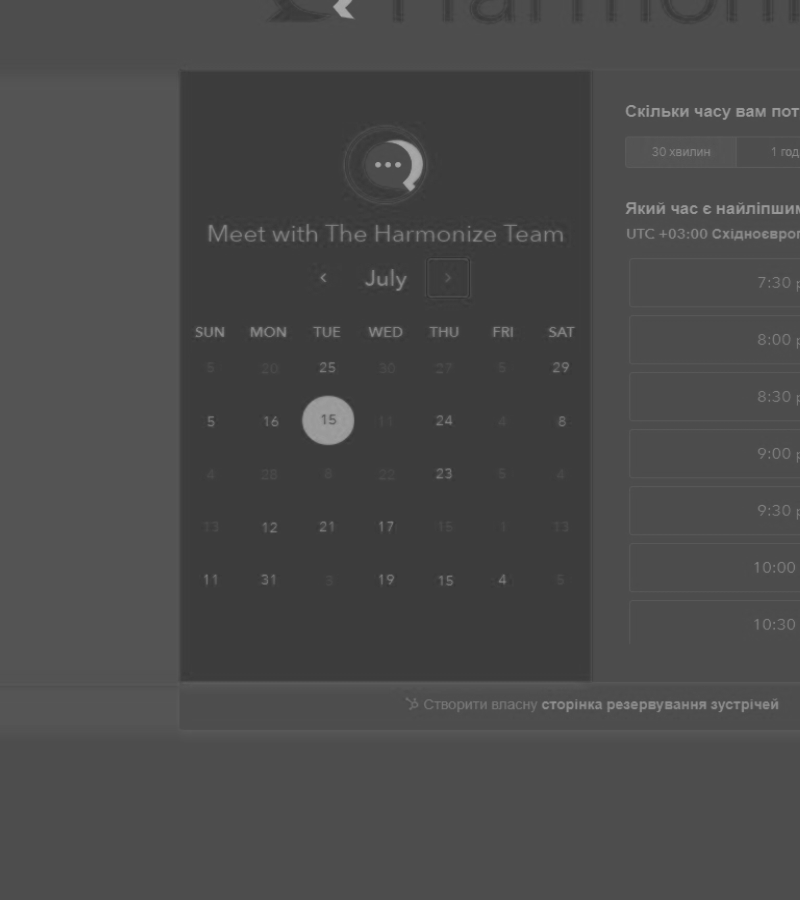 Meet with The Harmonize Team
July
SUN MON TUE WED THU FRI SAT
5 20 25 30 27 5 29
5 16 15 11 24 4 8
4 28 8 22 23 5 4
13 12 21 17 15 1 13
11 31 3 19 15 4 5
Скільки часу вам пот
30 хвилин 1 год
Який час є найліпшим
UTC +03:00 Східноєвроп
7:30 p
8:00 p
8:30 p
9:00 p
9:30 p
10:00
10:30
Створити власну сторінка резервування зустрічей